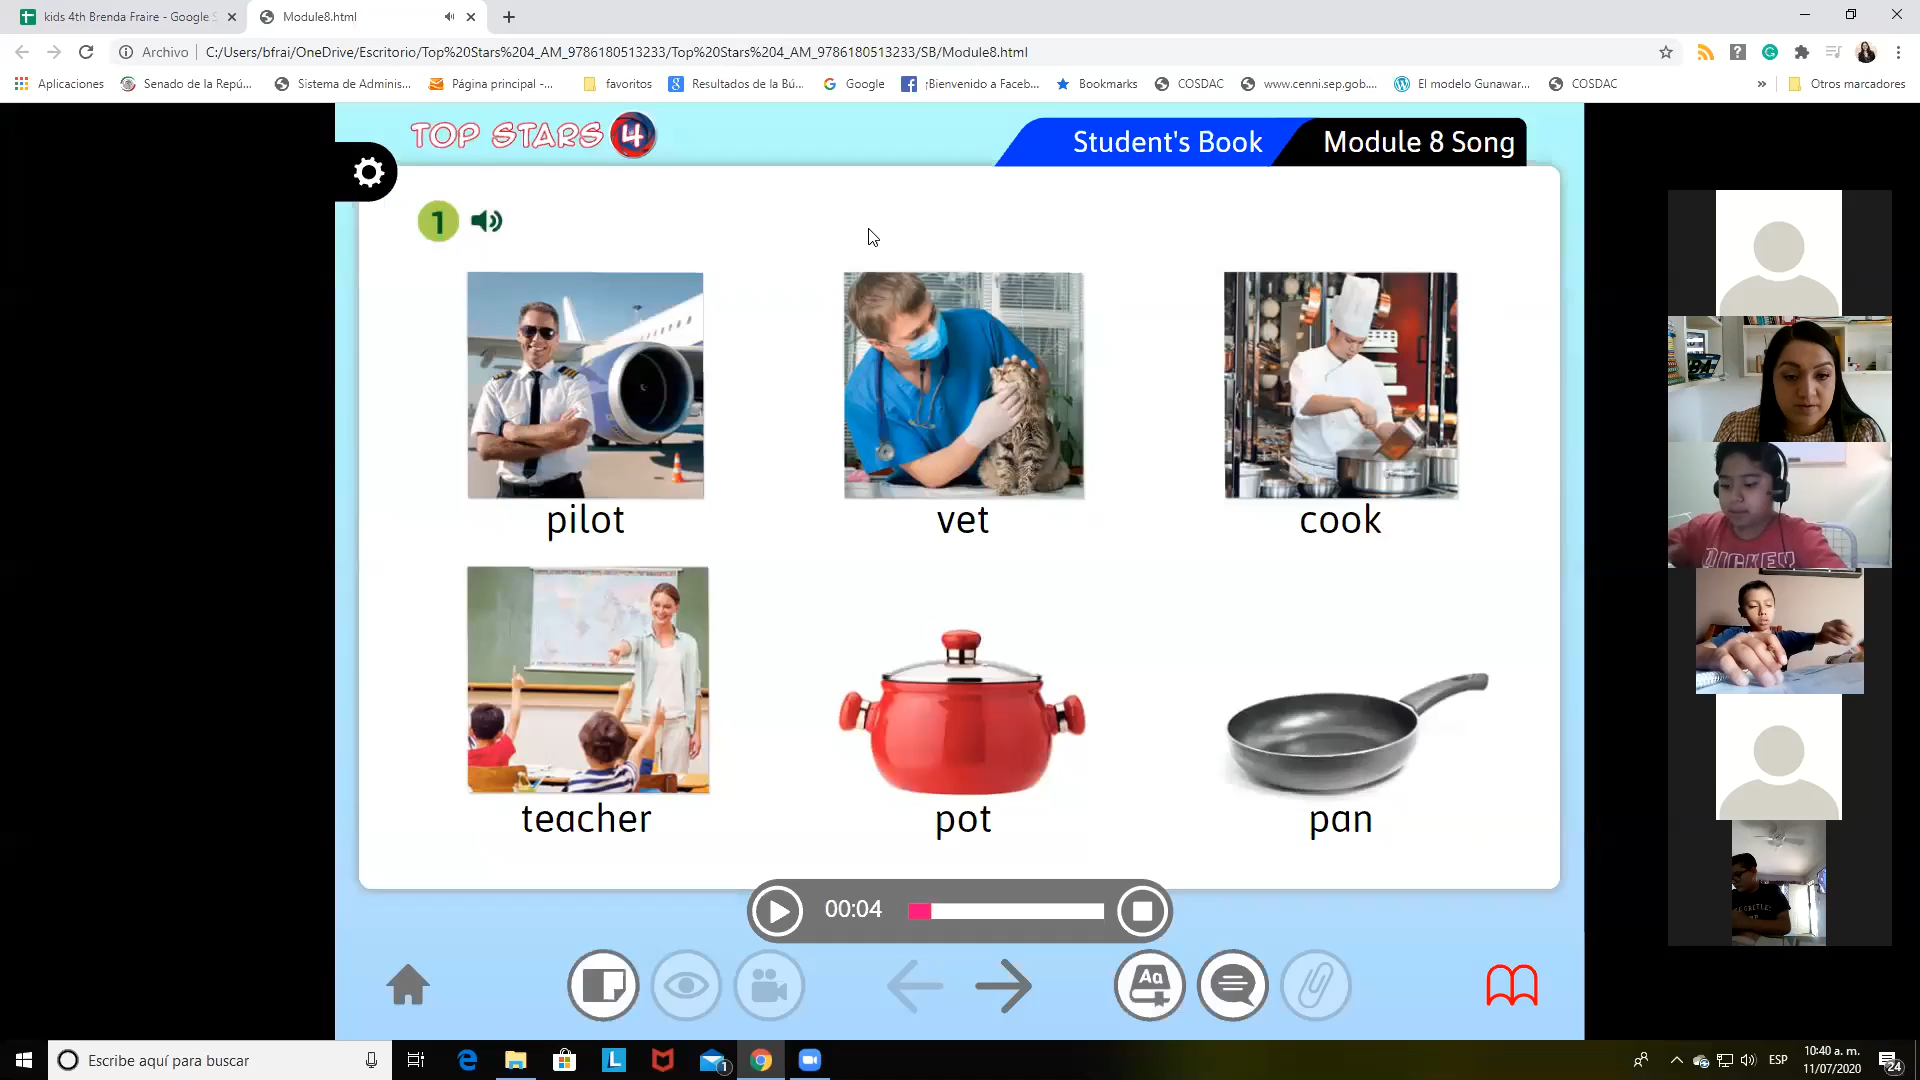 kids 4th Brenda Fraire - Google S
Module8.html
Archivo
C:/Users/bfrai/OneDrive/Escritorio/Top%20Stars%204_AM_9786180513233/Top%20Stars%204_AM_9786180513233/SB/Module8.html
Aplicaciones
Senado de la Repú...
Sistema de Adminis...
Página principal -...
favoritos
Resultados de la Bú...
Google
¡Bienvenido a Faceb...
Bookmarks
COSDAC
www.cenni.sep.gob....
El modelo Gunawar...
COSDAC
»
Otros marcadores
TOP STARS 4
Student's Book
Module 8 Song
1
pilot
vet
cook
teacher
pot
pan
00:04
Aa
Escribe aquí para buscar
1
ESP
10:40 a. m.
11/07/2020
24